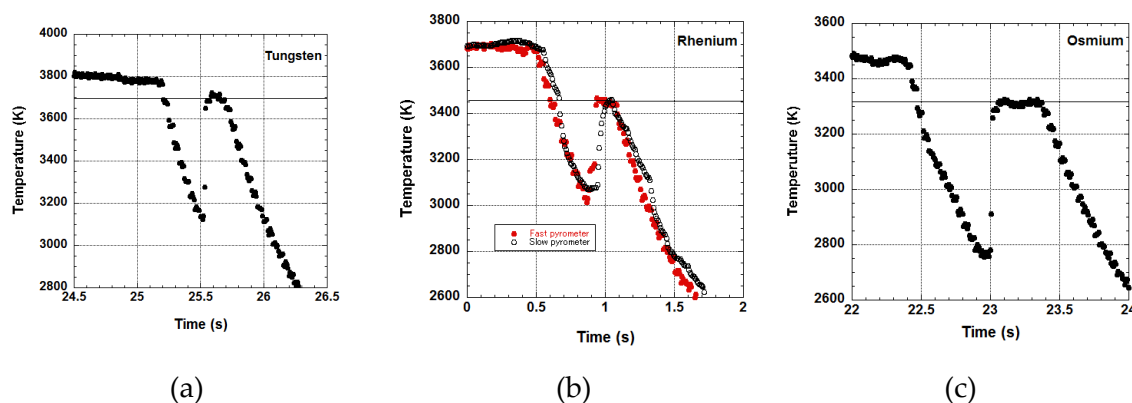 Tungsten
Temperature (K)
4000
3800
3600
3400
3200
3000
2800
24.5
25
25.5
26
26.5
Time (s)
(a)
Rhenium
Temperature (K)
3800
3600
3400
3200
3000
2800
2600
Fast pyrometer
Slow pyrometer
0
0.5
1
1.5
2
Time (s)
(b)
Osmium
Temperuture (K)
3600
3400
3200
3000
2800
2600
22
22.5
23
23.5
24
Time (s)
(c)